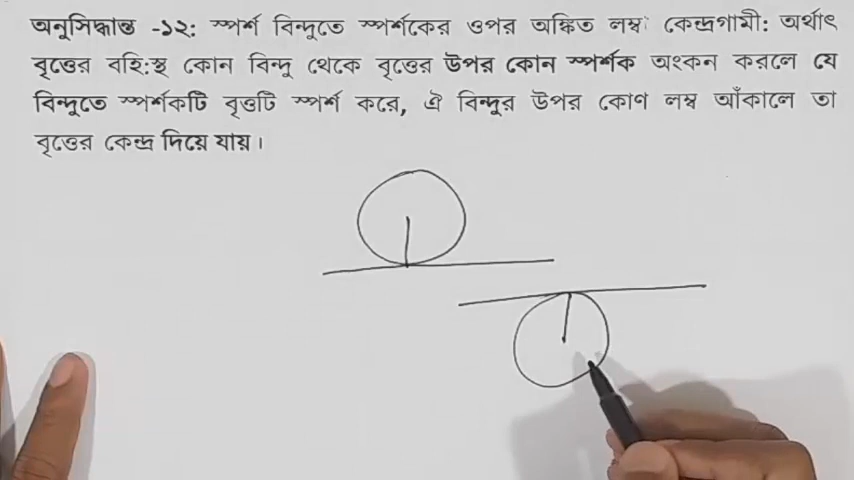 অনুসিদ্ধান্ত -১২: স্পর্শ বিন্দুতে স্পর্শকের ওপর অঙ্কিত লম্ব কেন্দ্রগামী: অর্থাৎ
বৃত্তের বহি:স্থ কোন বিন্দু থেকে বৃত্তের উপর কোন স্পর্শক অংকন করলে যে
বিন্দুতে স্পর্শকটি বৃত্তটি স্পর্শ করে, ঐ বিন্দুর উপর কোণ লম্ব আঁকালে তা
বৃত্তের কেন্দ্র দিয়ে যায়।